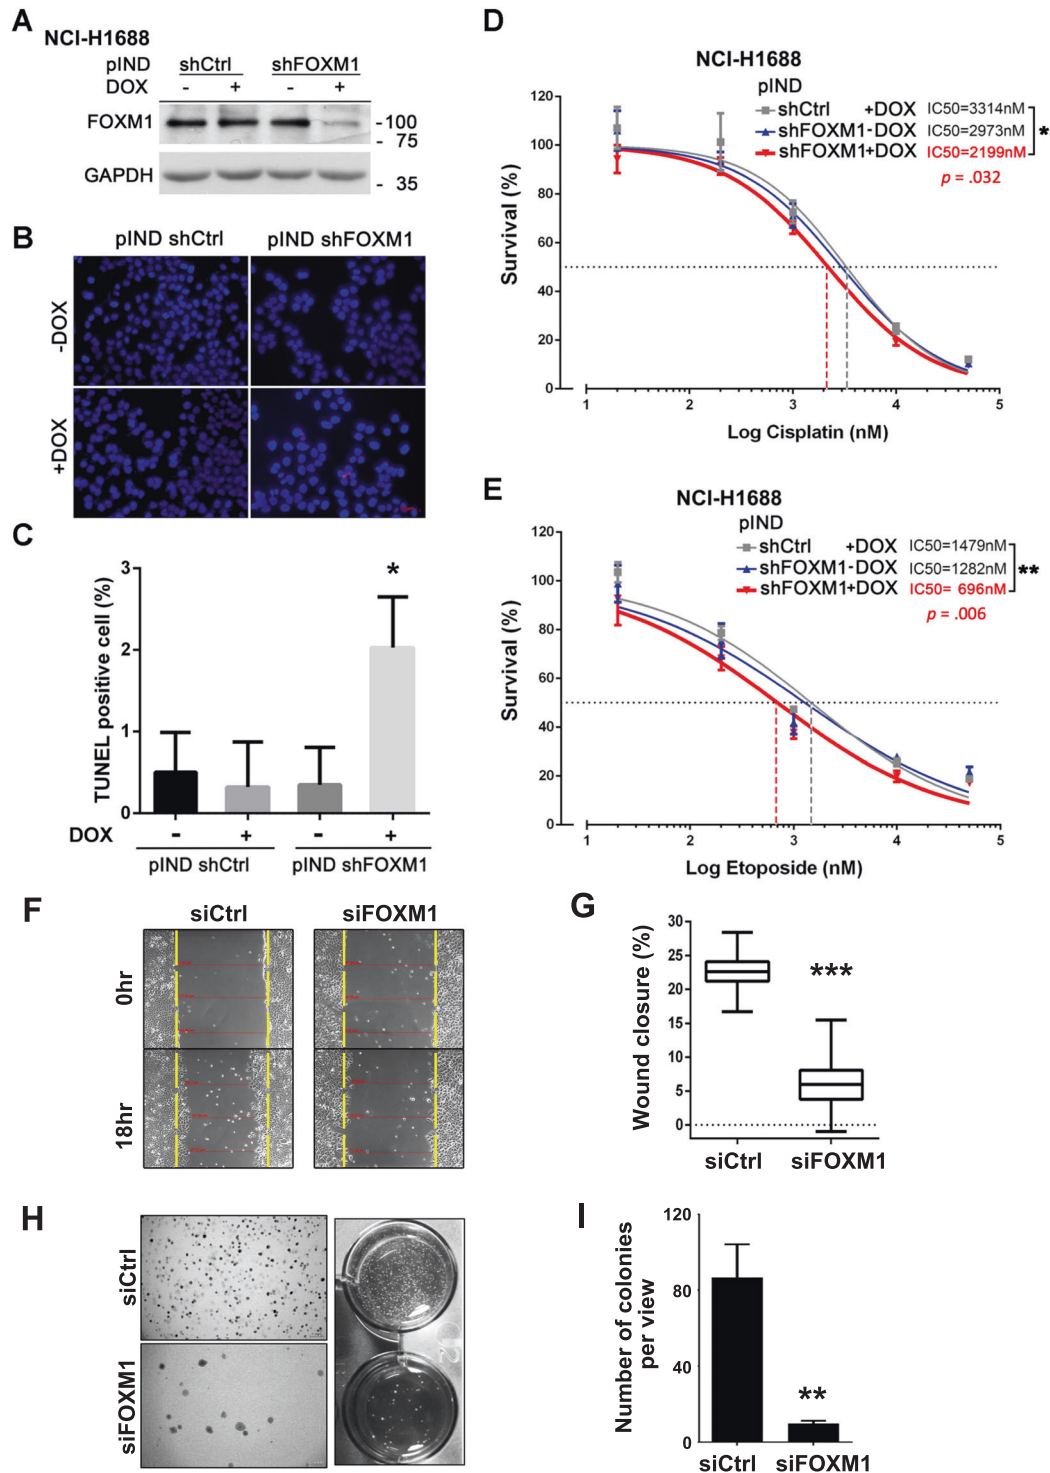 A
NCI-H1688
pIND shCtrl shFOXM1
DOX - + - +
FOXM1 -100
- 75
GAPDH - 35
B
pIND shCtrl pIND shFOXM1
-DOX
+DOX
C
TUNEL positive cell (%)
3
2
1
0
*
DOX - + - +
pIND shCtrl pIND shFOXM1
D
NCI-H1688
pIND
shCtrl +DOX IC50=3314nM
shFOXM1-DOX IC50=2973nM
shFOXM1+DOX IC50=2199nM
*
p = .032
Survival (%)
120
100
80
60
40
20
0
1 2 3 4 5
Log Cisplatin (nM)
E
NCI-H1688
pIND
shCtrl +DOX IC50=1479nM
shFOXM1-DOX IC50=1282nM
shFOXM1+DOX IC50= 696nM
**
p = .006
Survival (%)
120
100
80
60
40
20
0
1 2 3 4 5
Log Etoposide (nM)
F
siCtrl siFOXM1
0hr
18hr
G
Wound closure (%)
30
25
20
15
10
5
0
***
siCtrl siFOXM1
H
siCtrl
siFOXM1
I
Number of colonies
per view
120
80
40
0
**
siCtrl siFOXM1